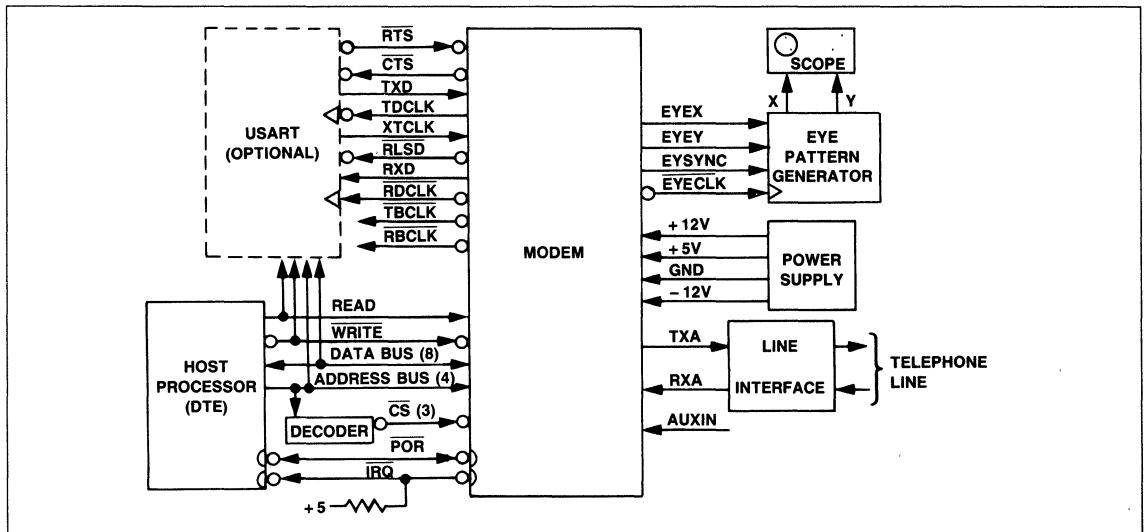 RTS
CTS
TXD
TDCLK
XTCLK
RLSD
RXD
RDCLK
TBCLK
RBCLK
USART
(OPTIONAL)
MODEM
SCOPE
X Y
EYEX
EYEY
EYSYNC
EYECLK
EYE
PATTERN
GENERATOR
+12V
+5V
GND
-12V
POWER
SUPPLY
TXA
RXA
AUXIN
LINE
INTERFACE
TELEPHONE
LINE
HOST
PROCESSOR
(DTE)
READ
WRITE
DATA BUS (8)
ADDRESS BUS (4)
DECODER
CS (3)
POR
IRQ
+5